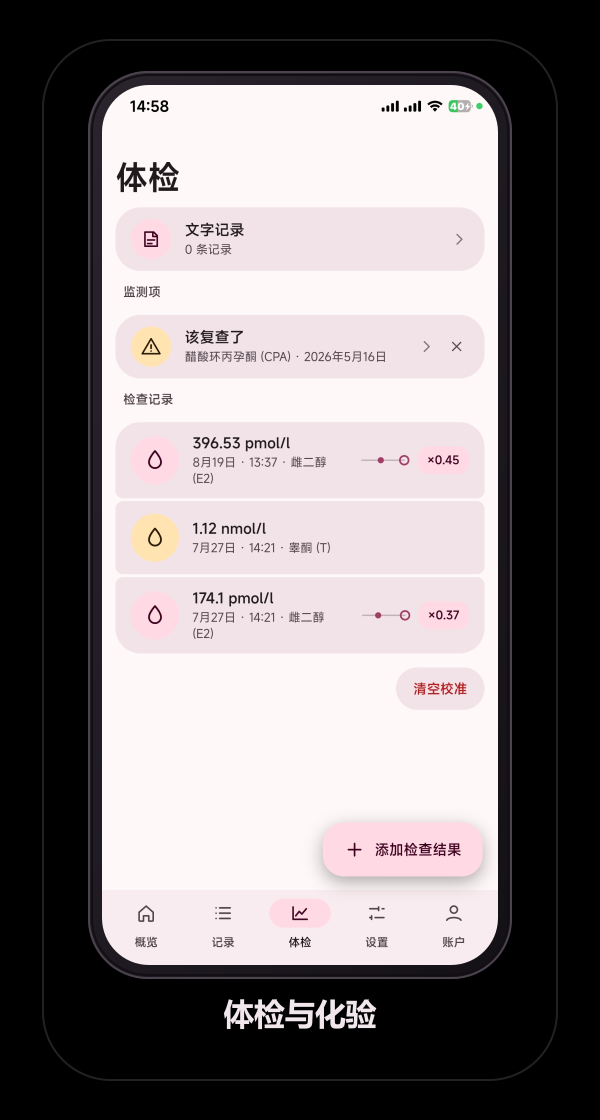 14:58
40
体检
文字记录
0 条记录
监测项
该复查了
醋酸环丙孕酮 (CPA) · 2026年5月16日
检查记录
396.53 pmol/l
8月19日 · 13:37 · 雌二醇
(E2)
×0.45
1.12 nmol/l
7月27日 · 14:21 · 睾酮 (T)
174.1 pmol/l
7月27日 · 14:21 · 雌二醇
(E2)
×0.37
清空校准
添加检查结果
概览
记录
体检
设置
账户
体检与化验